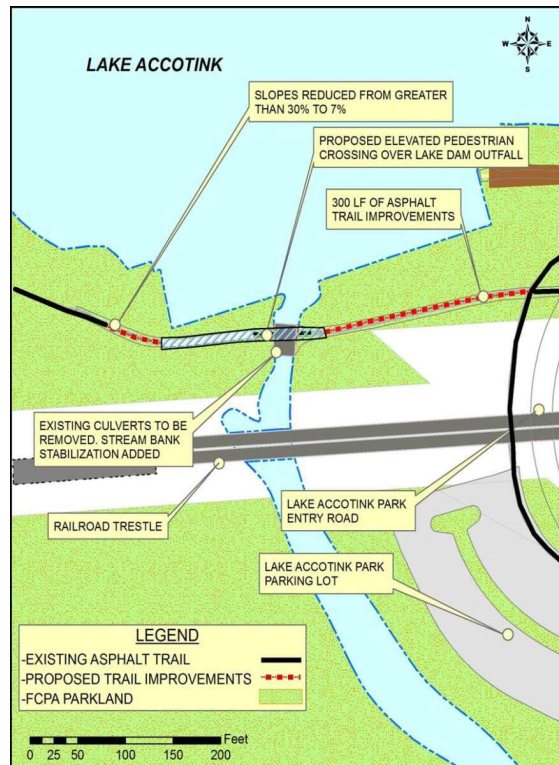 N
W E
S
LAKE ACCOTINK
SLOPES REDUCED FROM GREATER
THAN 30% TO 7%
PROPOSED ELEVATED PEDESTRIAN
CROSSING OVER LAKE DAM OUTFALL
300 LF OF ASPHALT
TRAIL IMPROVEMENTS
EXISTING CULVERTS TO BE
REMOVED. STREAM BANK
STABILIZATION ADDED
RAILROAD TRESTLE
LAKE ACCOTINK PARK
ENTRY ROAD
LAKE ACCOTINK PARK
PARKING LOT
LEGEND
-EXISTING ASPHALT TRAIL
-PROPOSED TRAIL IMPROVEMENTS
-FCPA PARKLAND
Feet
0 25 50 100 150 200